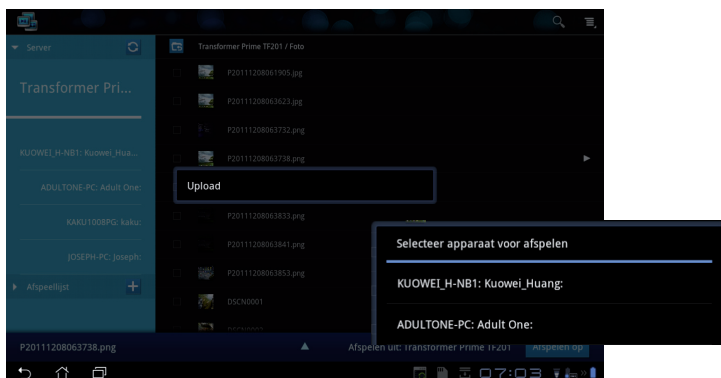 Server
Transformer Prime TF201 / Foto
P20111208061905.jpg
Transformer Pri...
P20111208063623.jpg
P20111208063732.png
KUOWEI_H-NB1: Kuowei_Hua...
P20111208063738.png
ADULTONE-PC: Adult One:
Upload
KAKU1008PG: kaku:
P20111208063833.png
P20111208063841.png
Selecteer apparaat voor afspelen
JOSEPH-PC: Joseph:
P20111208063853.png
KUOWEI_H-NB1: Kuowei_Huang:
Afspeellijst
DSCN0001
ADULTONE-PC: Adult One:
DSCN0002
P20111208063738.png
Afspelen uit: Transformer Prime TF201
Afspelen op
07:03